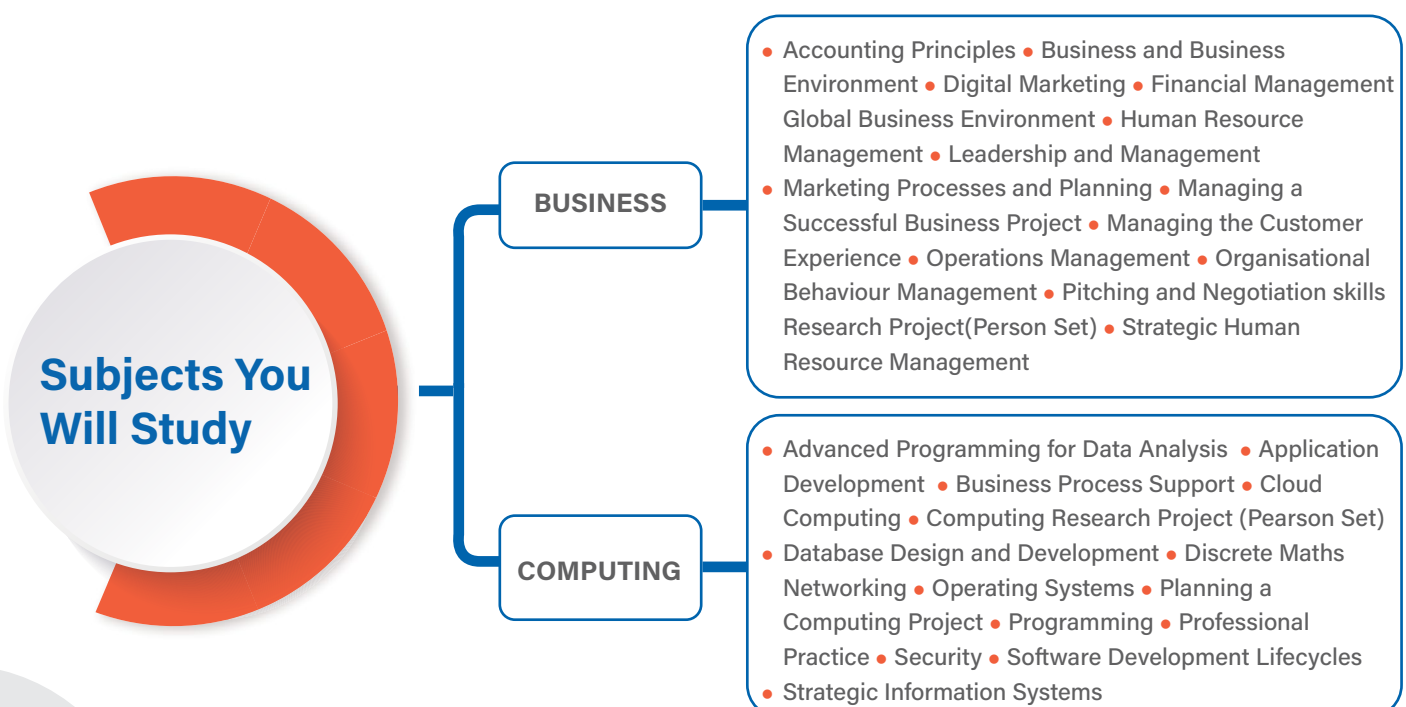 Subjects You
Will Study
BUSINESS
• Accounting Principles • Business and Business
Environment • Digital Marketing • Financial Management
Global Business Environment • Human Resource
Management • Leadership and Management
• Marketing Processes and Planning • Managing a
Successful Business Project • Managing the Customer
Experience • Operations Management • Organisational
Behaviour Management • Pitching and Negotiation skills
Research Project(Person Set) • Strategic Human
Resource Management
COMPUTING
• Advanced Programming for Data Analysis • Application
Development • Business Process Support • Cloud
Computing • Computing Research Project (Pearson Set)
• Database Design and Development • Discrete Maths
Networking • Operating Systems • Planning a
Computing Project • Programming • Professional
Practice • Security • Software Development Lifecycles
• Strategic Information Systems